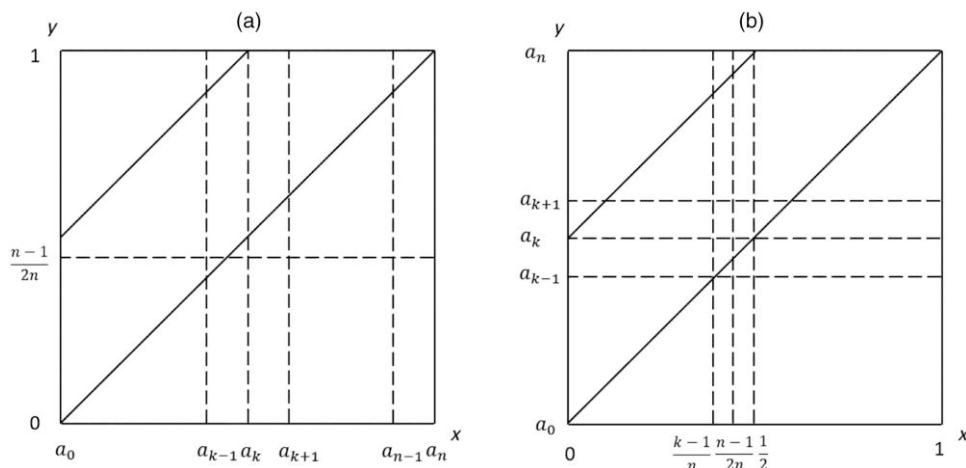 (a)
y
1
n − 1
2n
0
a₀ aₖ₋₁ aₖ aₖ₊₁ aₙ₋₁ aₙ
x
(b)
y
aₙ
aₖ₊₁
aₖ
aₖ₋₁
a₀
0 k − 1 n − 1 1 1
n 2n 2
x